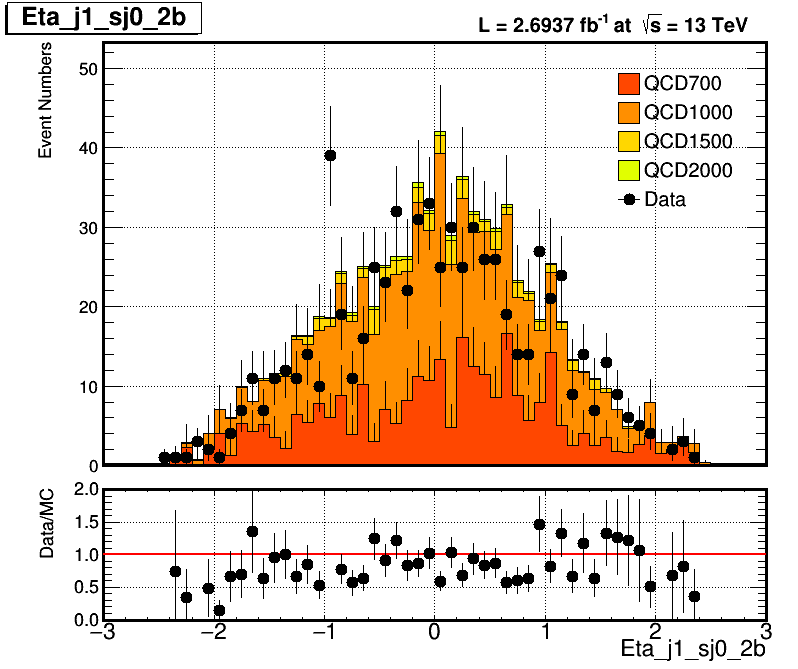 Eta_j1_sj0_2b
L = 2.6937 fb-1 at √s = 13 TeV
Event Numbers
50
40
30
20
10
0
QCD700
QCD1000
QCD1500
QCD2000
Data
Data/MC
2.0
1.5
1.0
0.5
0.0
−3 −2 −1 0 1 2 3
Eta_j1_sj0_2b